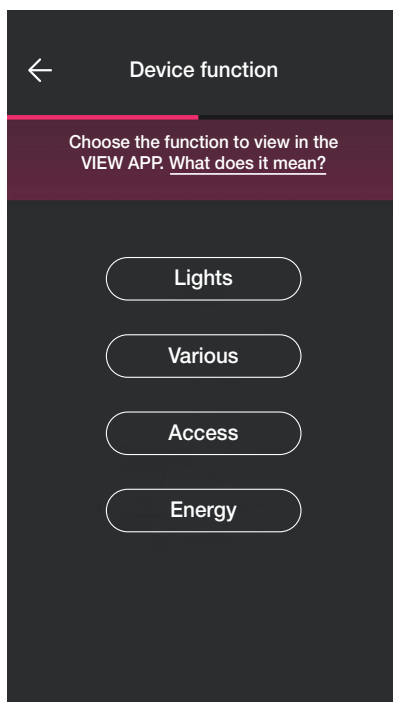 Device function
Choose the function to view in the
VIEW APP. What does it mean?
Lights
Various
Access
Energy